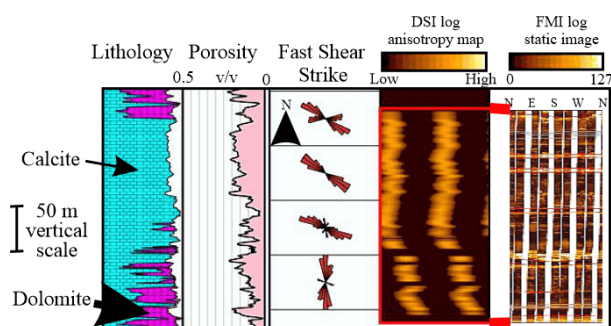 DSI log
anisotropy map
FMI log
static image
Lithology
Porosity
Fast Shear
Strike
0.5 v/v 0
Low High
0 127
N E S W N
N
Calcite
50 m
vertical
scale
Dolomite